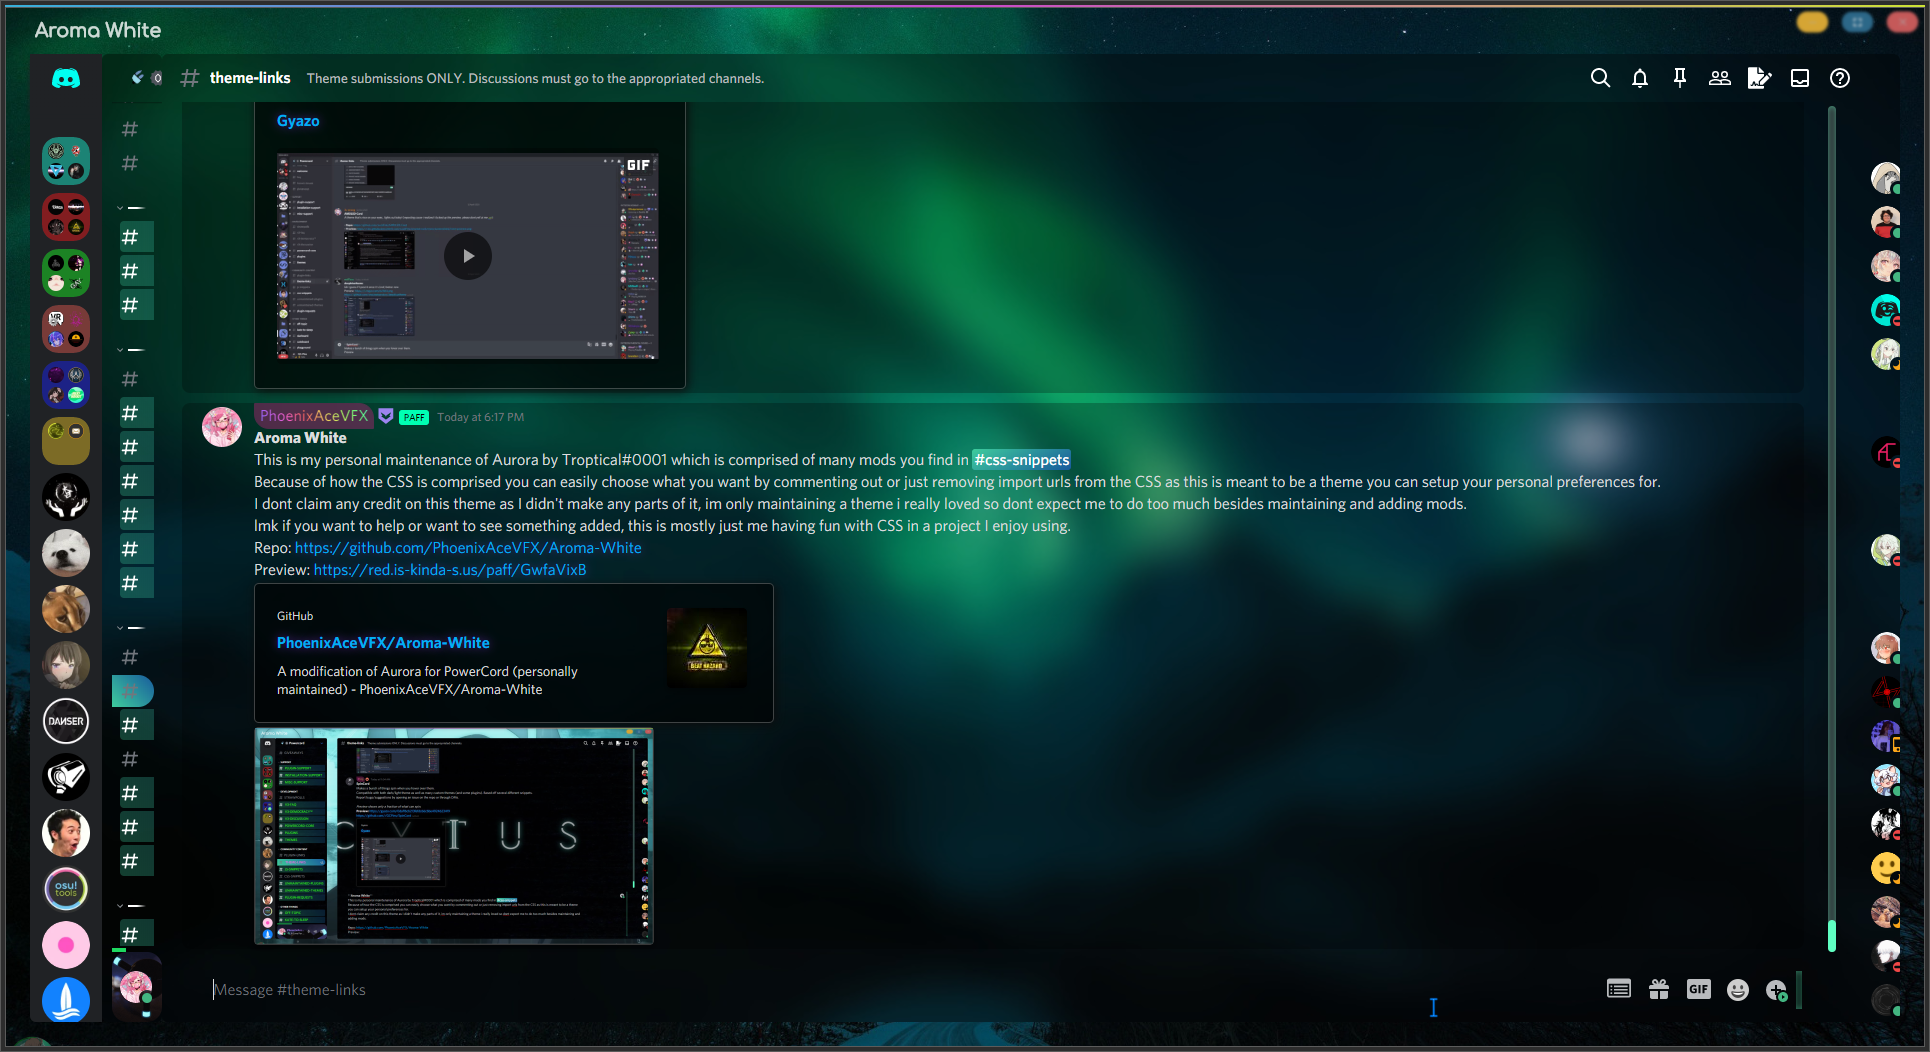 Aroma White
theme-links
Theme submissions ONLY. Discussions must go to the appropriated channels.
Gyazo
GIF
PhoenixAceVFX PAFF Today at 6:17 PM
Aroma White
This is my personal maintenance of Aurora by Troptical#0001 which is comprised of many mods you find in #css-snippets
Because of how the CSS is comprised you can easily choose what you want by commenting out or just removing import urls from the CSS as this is meant to be a theme you can setup your personal preferences for.
I dont claim any credit on this theme as I didn't make any parts of it, im only maintaining a theme i really loved so dont expect me to do too much besides maintaining and adding mods.
lmk if you want to help or want to see something added, this is mostly just me having fun with CSS in a project I enjoy using.
Repo: https://github.com/PhoenixAceVFX/Aroma-White
Preview: https://red.is-kinda-s.us/paff/GwfaVixB
GitHub
PhoenixAceVFX/Aroma-White
A modification of Aurora for PowerCord (personally
maintained) - PhoenixAceVFX/Aroma-White
BEAT HAZARD
C Y T U S
DANSER
osu!
tools
Message #theme-links
GIF